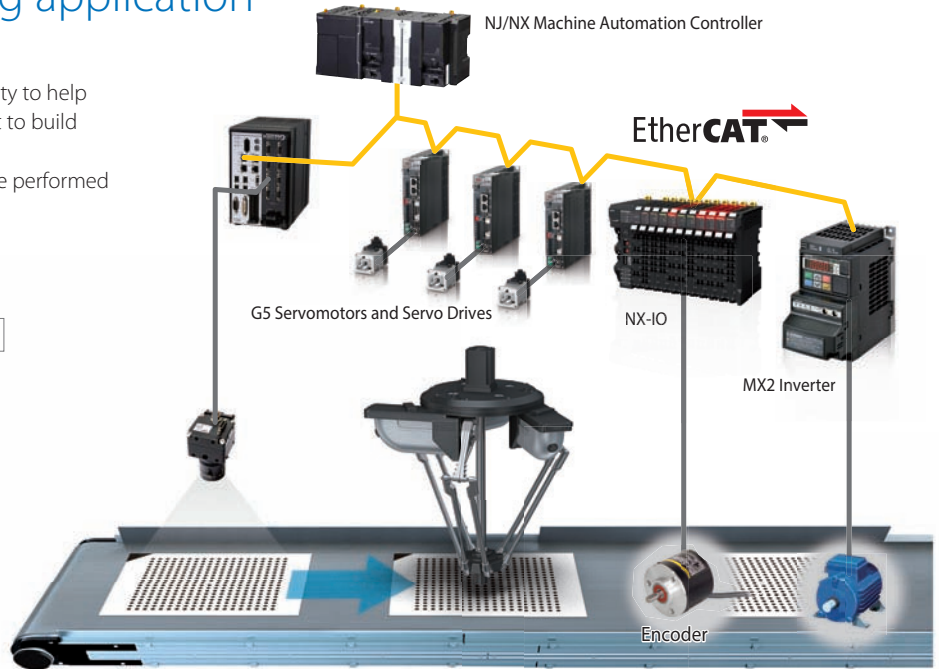 g application
NJ/NX Machine Automation Controller
ty to help
t to build
e performed
EtherCAT®
G5 Servomotors and Servo Drives
NX-IO
MX2 Inverter
Encoder